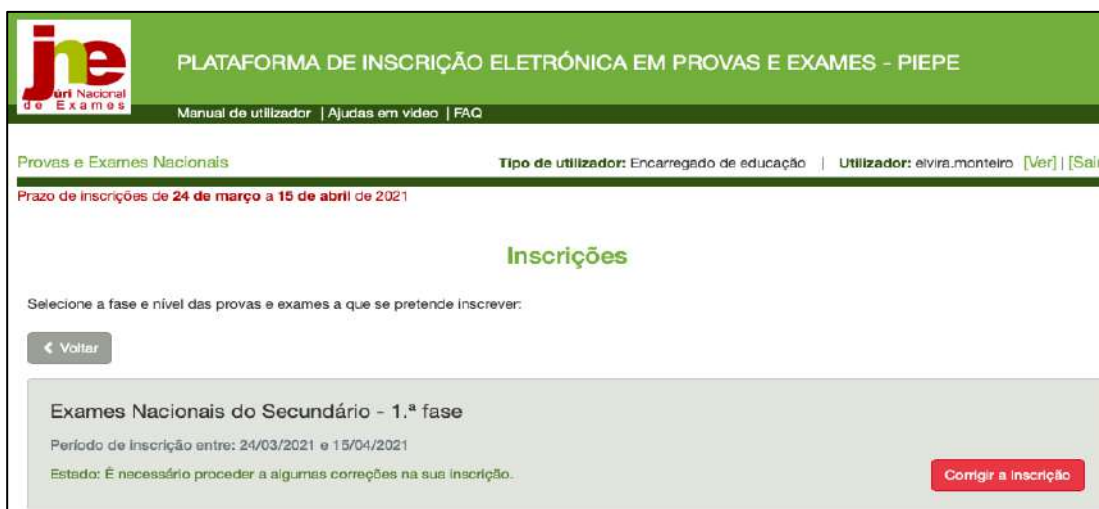 jne
Júri Nacional
de Exames
PLATAFORMA DE INSCRIÇÃO ELETRÓNICA EM PROVAS E EXAMES - PIEPE
Manual de utilizador | Ajudas em video | FAQ
Provas e Exames Nacionais Tipo de utilizador: Encarregado de educação | Utilizador: elvira.monteiro [Ver] | [Sair
Prazo de inscrições de 24 de março a 15 de abril de 2021
Inscrições
Selecione a fase e nível das provas e exames a que se pretende inscrever:
Voltar
Exames Nacionais do Secundário - 1.ª fase
Período de inscrição entre: 24/03/2021 e 15/04/2021
Estado: É necessário proceder a algumas correções na sua inscrição. Corrigir a Inscrição